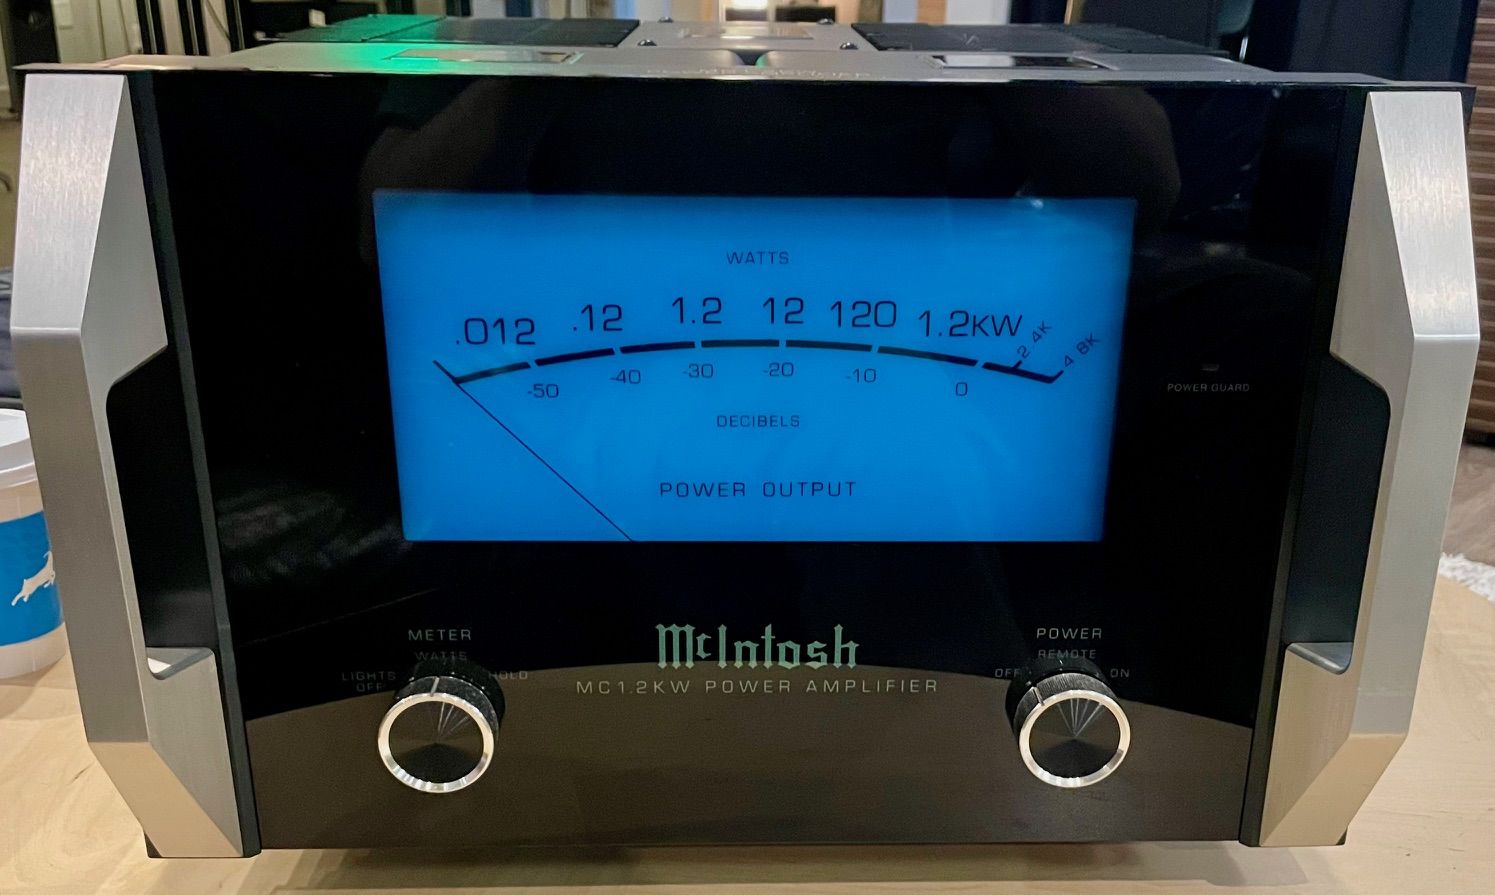 WATTS
.012 .12 1.2 12 120 1.2KW 2.4K 4.8K
-50 -40 -30 -20 -10 0
DECIBELS
POWER OUTPUT
POWER GUARD
METER
WATTS
LIGHTS OFF HOLD
McIntosh
MC1.2KW POWER AMPLIFIER
POWER
REMOTE
OFF ON